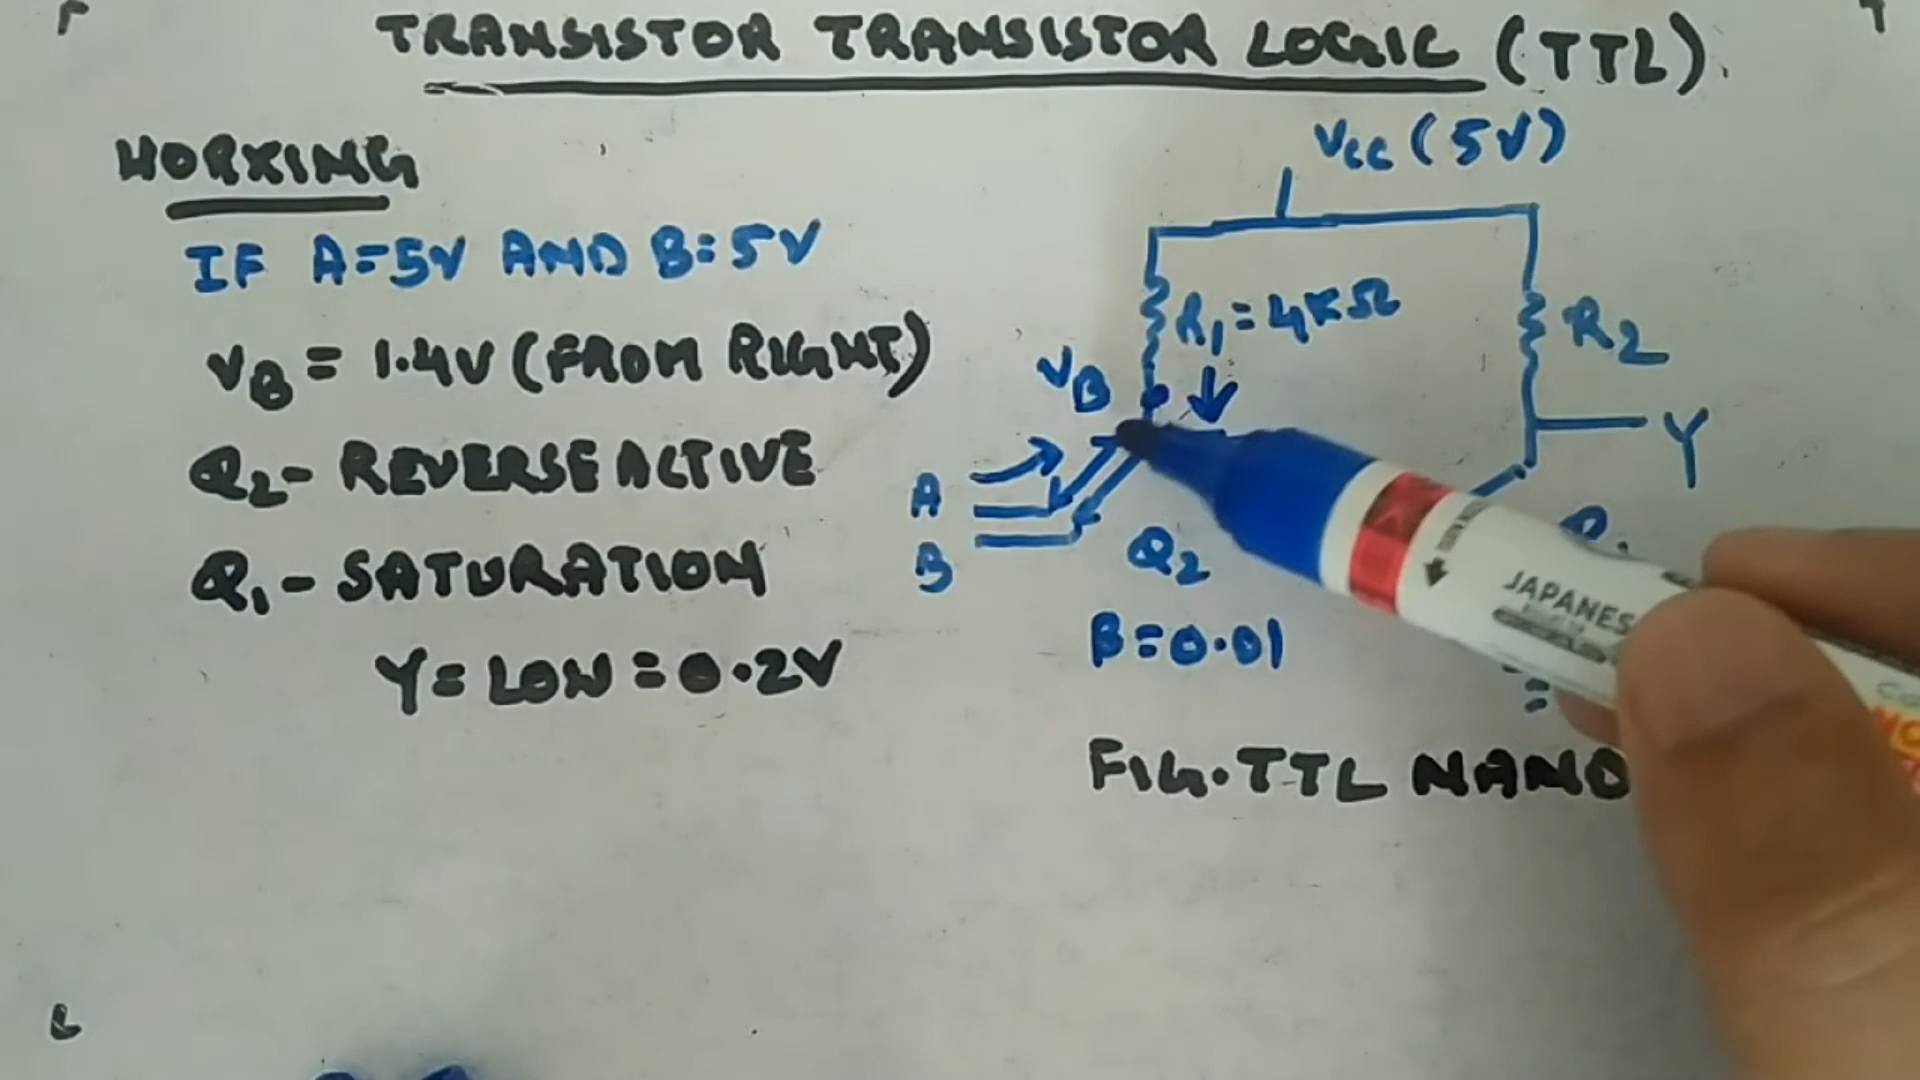 TRANSISTOR TRANSISTOR LOGIC (TTL).
WORKING
IF A=5V AND B=5V
VB = 1.4V (FROM RIGHT)
Q2- REVERSE ACTIVE
Q1- SATURATION
Y= LOW = 0.2V
VCC (5V)
R1=4KΩ
R2
VB
Y
A
B
Q2
B=0.01
FIG. TTL NAND
JAPANES